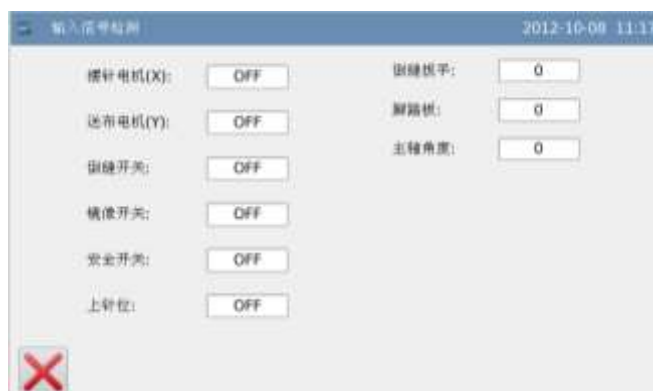 输入信号检测 2012-10-08 11:17
摆针电机(X): OFF
送布电机(Y): OFF
倒缝开关: OFF
镜像开关: OFF
安全开关: OFF
上针位: OFF
倒缝扳手: 0
脚踏板: 0
主轴角度: 0